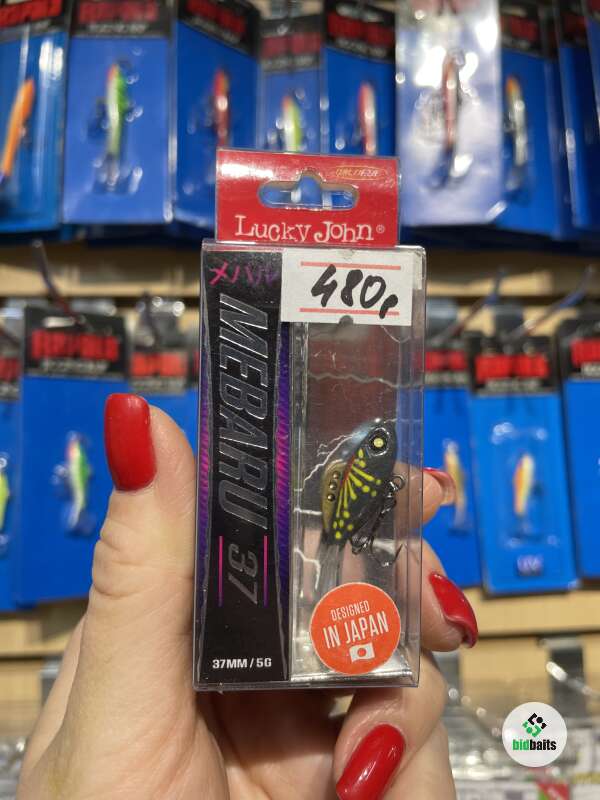 Lucky John®
メバル
480р
MEBARU 37
DESIGNED
IN JAPAN
37MM/5G
bidbaits